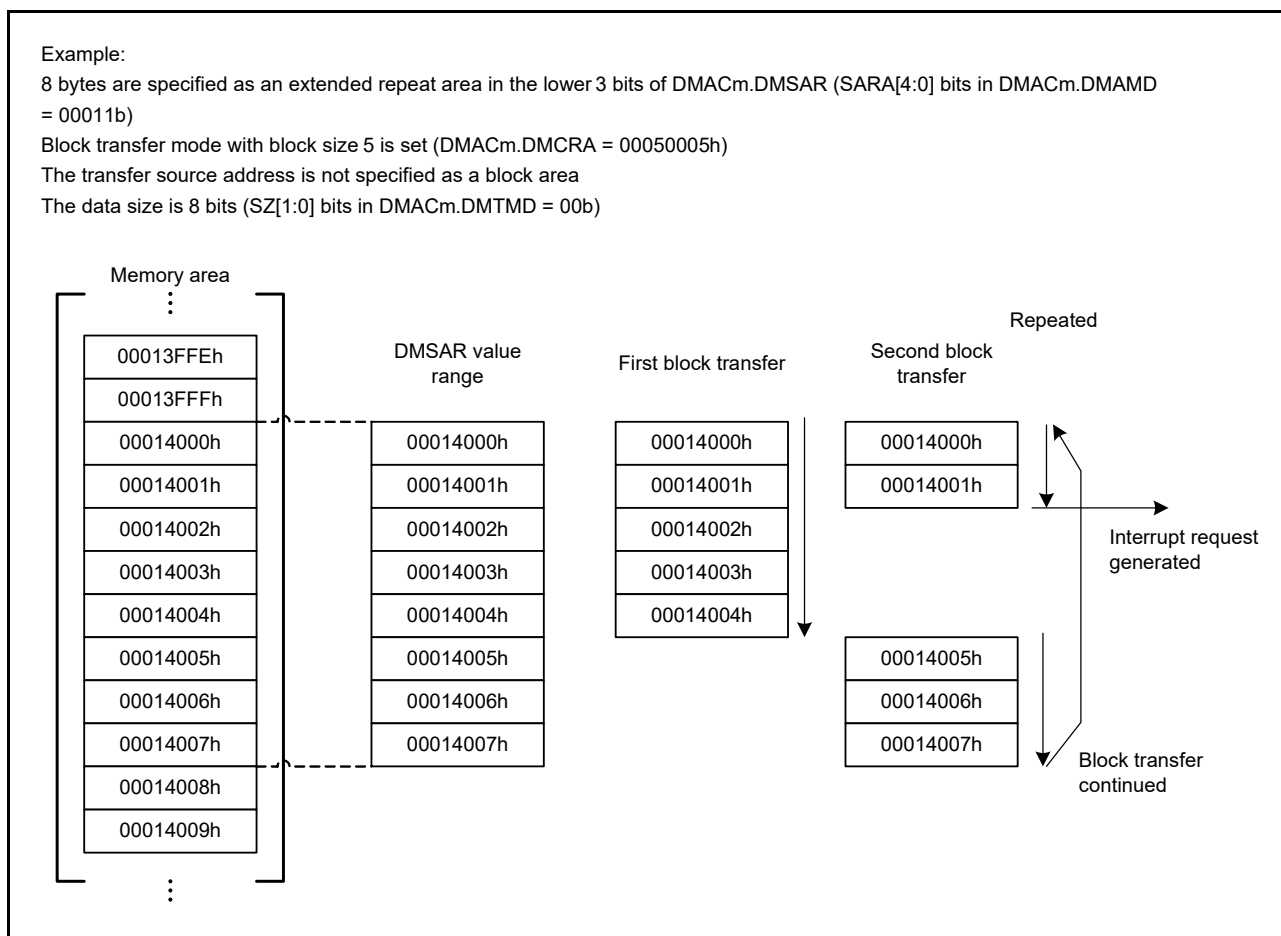 Example:
8 bytes are specified as an extended repeat area in the lower 3 bits of DMACm.DMSAR (SARA[4:0] bits in DMACm.DMAMD
= 00011b)
Block transfer mode with block size 5 is set (DMACm.DMCRA = 00050005h)
The transfer source address is not specified as a block area
The data size is 8 bits (SZ[1:0] bits in DMACm.DMTMD = 00b)
Memory area
00013FFEh
00013FFFh
00014000h
00014001h
00014002h
00014003h
00014004h
00014005h
00014006h
00014007h
00014008h
00014009h
DMSAR value
range
00014000h
00014001h
00014002h
00014003h
00014004h
00014005h
00014006h
00014007h
First block transfer
00014000h
00014001h
00014002h
00014003h
00014004h
Second block
transfer
00014000h
00014001h
00014005h
00014006h
00014007h
Repeated
Interrupt request
generated
Block transfer
continued